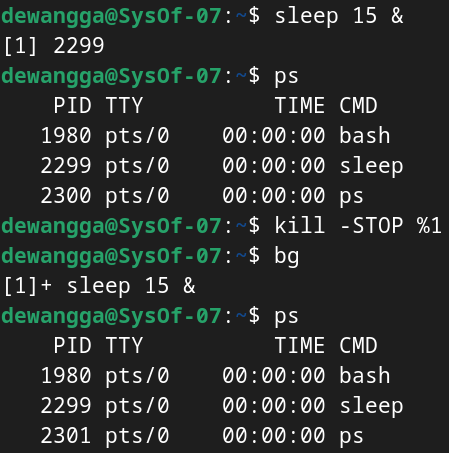 dewangga@SysOf-07:~$ sleep 15 &
[1] 2299
dewangga@SysOf-07:~$ ps
    PID TTY          TIME CMD
   1980 pts/0    00:00:00 bash
   2299 pts/0    00:00:00 sleep
   2300 pts/0    00:00:00 ps
dewangga@SysOf-07:~$ kill -STOP %1
dewangga@SysOf-07:~$ bg
[1]+ sleep 15 &
dewangga@SysOf-07:~$ ps
    PID TTY          TIME CMD
   1980 pts/0    00:00:00 bash
   2299 pts/0    00:00:00 sleep
   2301 pts/0    00:00:00 ps